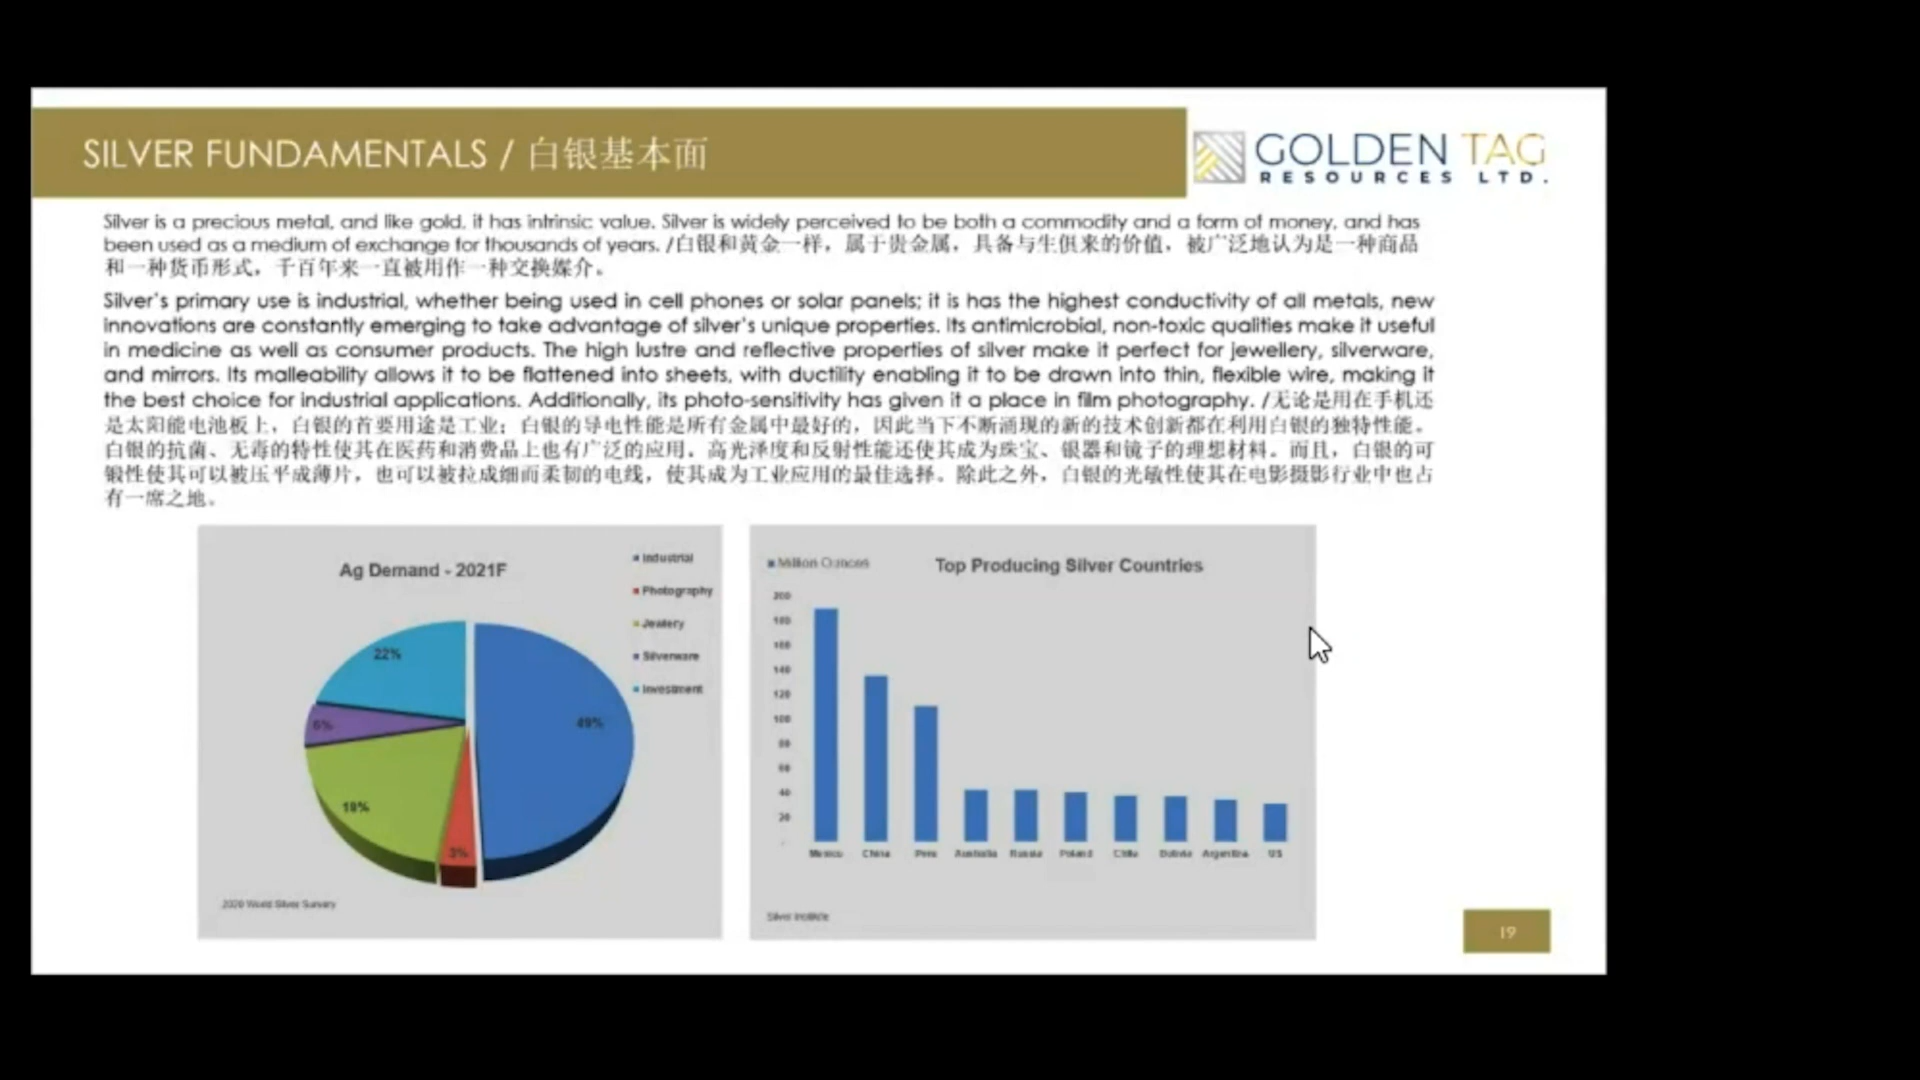 SILVER FUNDAMENTALS / 白银基本面
GOLDEN TAG
RESOURCES LTD.
Silver is a precious metal, and like gold, it has intrinsic value. Silver is widely perceived to be both a commodity and a form of money, and has
been used as a medium of exchange for thousands of years. /白银和黄金一样，属于贵金属，具备与生俱来的价值，被广泛地认为是一种商品
和一种货币形式，千百年来一直被用作一种交换媒介。
Silver's primary use is industrial, whether being used in cell phones or solar panels; it is has the highest conductivity of all metals, new
innovations are constantly emerging to take advantage of silver's unique properties. Its antimicrobial, non-toxic qualities make it useful
in medicine as well as consumer products. The high lustre and reflective properties of silver make it perfect for jewellery, silverware,
and mirrors. Its malleability allows it to be flattened into sheets, with ductility enabling it to be drawn into thin, flexible wire, making it
the best choice for industrial applications. Additionally, its photo-sensitivity has given it a place in film photography. /无论是用在手机还
是太阳能电池板上，白银的首要用途是工业；白银的导电性能是所有金属中最好的，因此当下不断涌现的新的技术创新都在利用白银的独特性能。
白银的抗菌、无毒的特性使其在医药和消费品上也有广泛的应用。高光泽度和反射性能还使其成为珠宝、银器和镜子的理想材料。而且，白银的可
锻性使其可以被压平成薄片，也可以被拉成细而柔韧的电线，使其成为工业应用的最佳选择。除此之外，白银的光敏性使其在电影摄影行业中也占
有一席之地。
Ag Demand - 2021F
Industrial
Photography
Jewlery
Silverware
Investment
22%
6%
49%
18%
3%
2020 World Silver Survey
Million Ounces
Top Producing Silver Countries
200
180
160
140
120
100
80
60
40
20
-
Mexico China Peru Australia Russia Poland Chile Bolivia Argentina US
Silver Institute
19